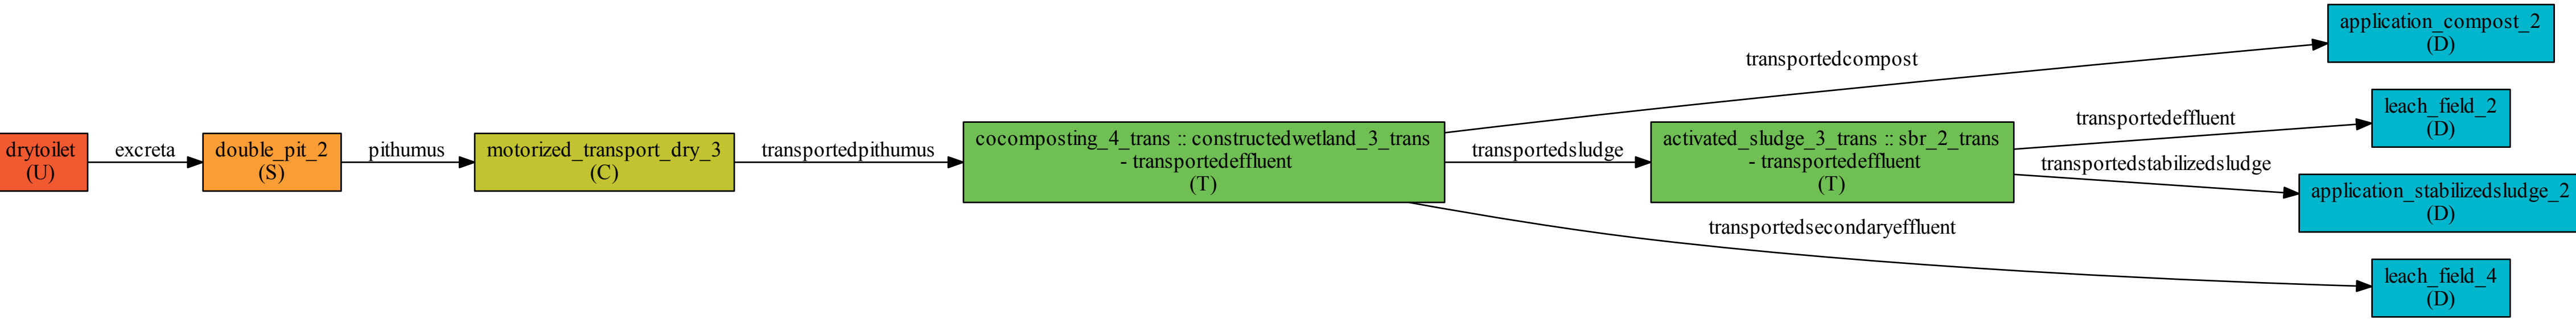 drytoilet
(U)
excreta
double_pit_2
(S)
pithumus
motorized_transport_dry_3
(C)
transportedpithumus
cocomposting_4_trans :: constructedwetland_3_trans
- transportedeffluent
(T)
transportedcompost
transportedsludge
transportedsecondaryeffluent
activated_sludge_3_trans :: sbr_2_trans
- transportedeffluent
(T)
transportedeffluent
transportedstabilizedsludge
application_compost_2
(D)
leach_field_2
(D)
application_stabilizedsludge_2
(D)
leach_field_4
(D)